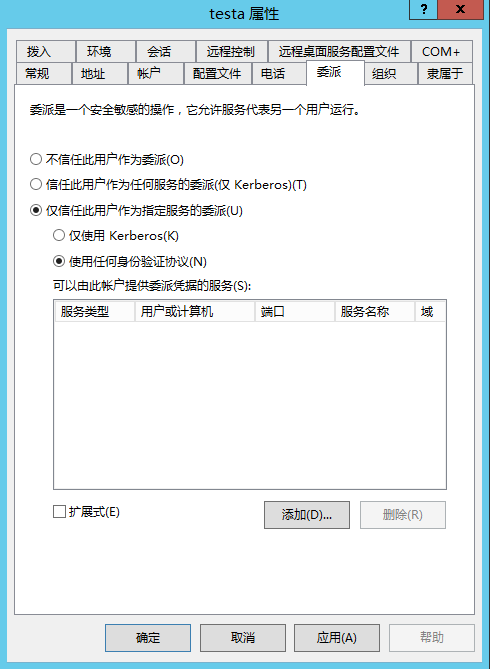 testa 属性
?
x
拨入 环境 会话 远程控制 远程桌面服务配置文件 COM+
常规 地址 帐户 配置文件 电话 委派 组织 隶属于
委派是一个安全敏感的操作，它允许服务代表另一个用户运行。
不信任此用户作为委派(O)
信任此用户作为任何服务的委派(仅 Kerberos)(T)
仅信任此用户作为指定服务的委派(U)
仅使用 Kerberos(K)
使用任何身份验证协议(N)
可以由此帐户提供委派凭据的服务(S):
服务类型 用户或计算机 端口 服务名称 域
扩展式(E)
添加(D)... 删除(R)
确定 取消 应用(A) 帮助